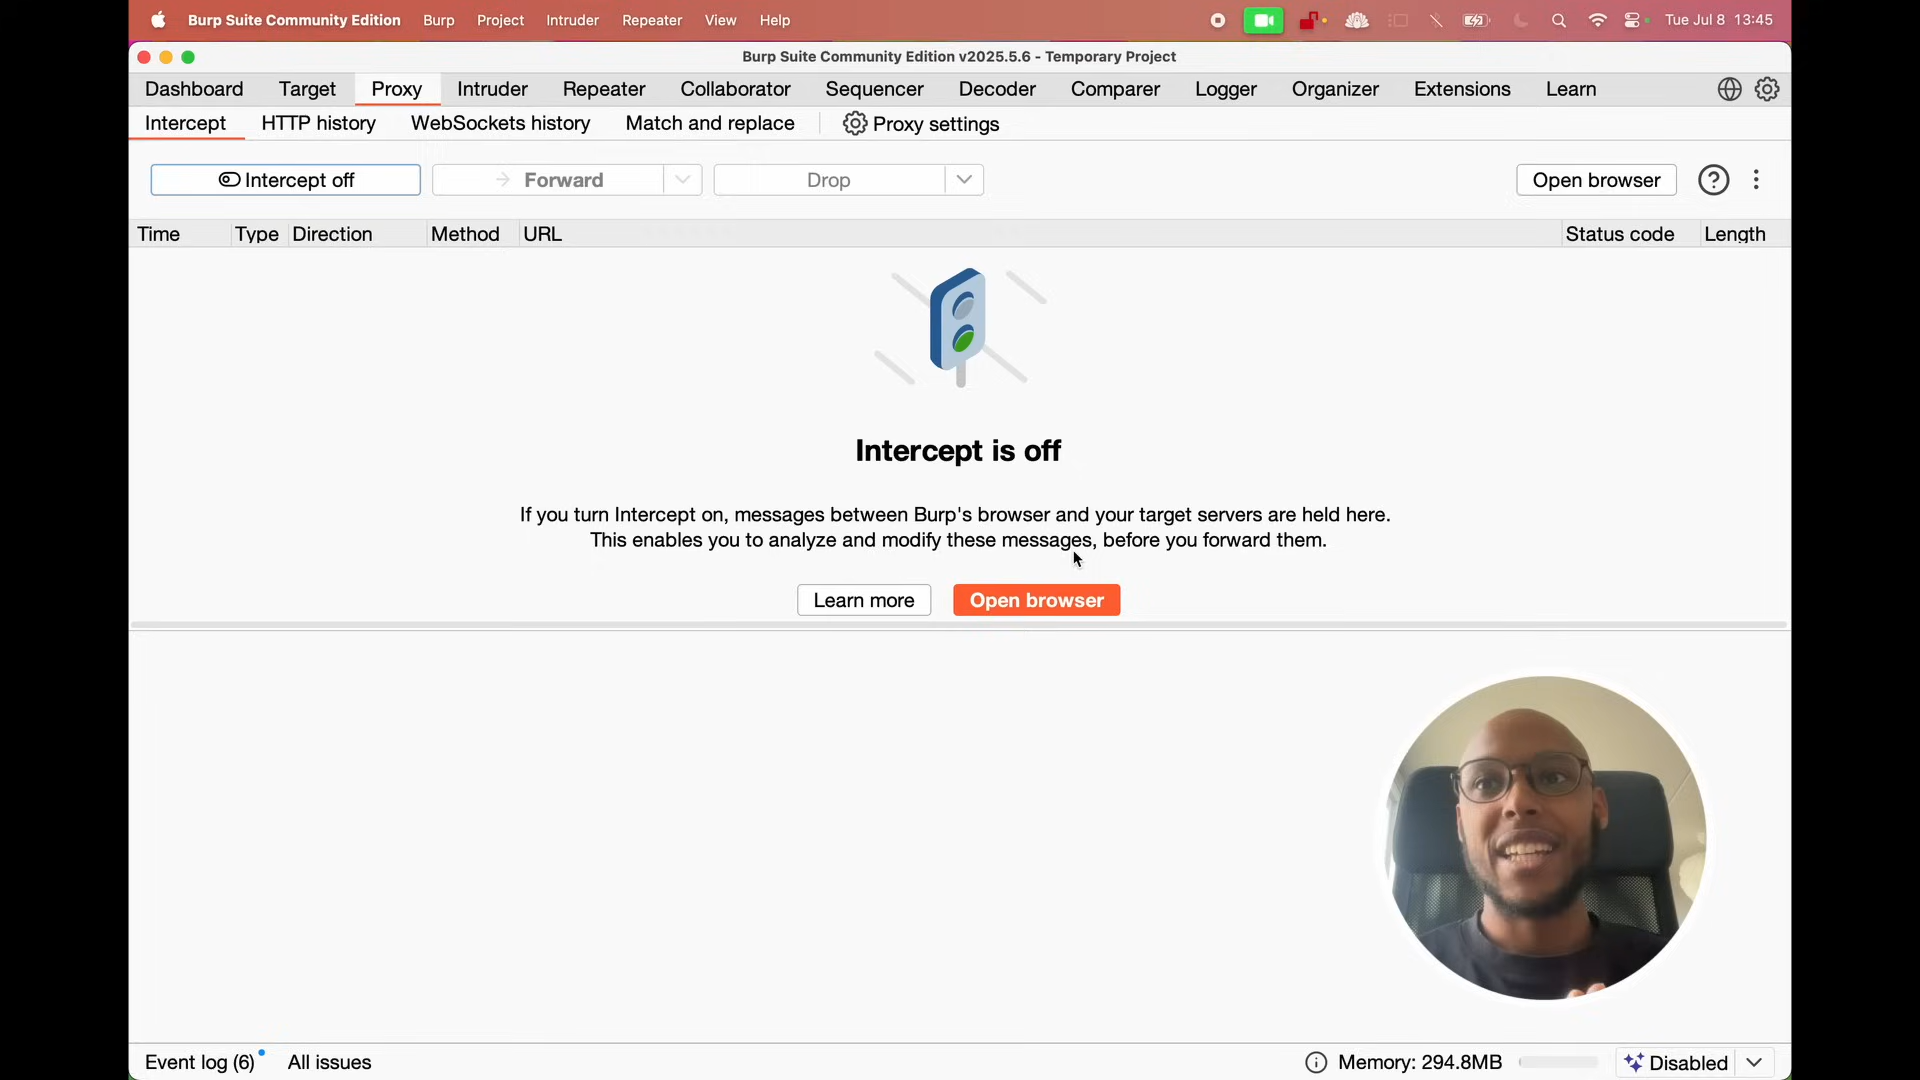 Burp Suite Community Edition Burp Project Intruder Repeater View Help Tue Jul 8 13:45
Burp Suite Community Edition v2025.5.6 - Temporary Project
Dashboard Target Proxy Intruder Repeater Collaborator Sequencer Decoder Comparer Logger Organizer Extensions Learn
Intercept HTTP history WebSockets history Match and replace Proxy settings
Intercept off Forward Drop Open browser
Time Type Direction Method URL Status code Length
Intercept is off
If you turn Intercept on, messages between Burp's browser and your target servers are held here.
This enables you to analyze and modify these messages, before you forward them.
Learn more Open browser
Event log (6) All issues Memory: 294.8MB Disabled